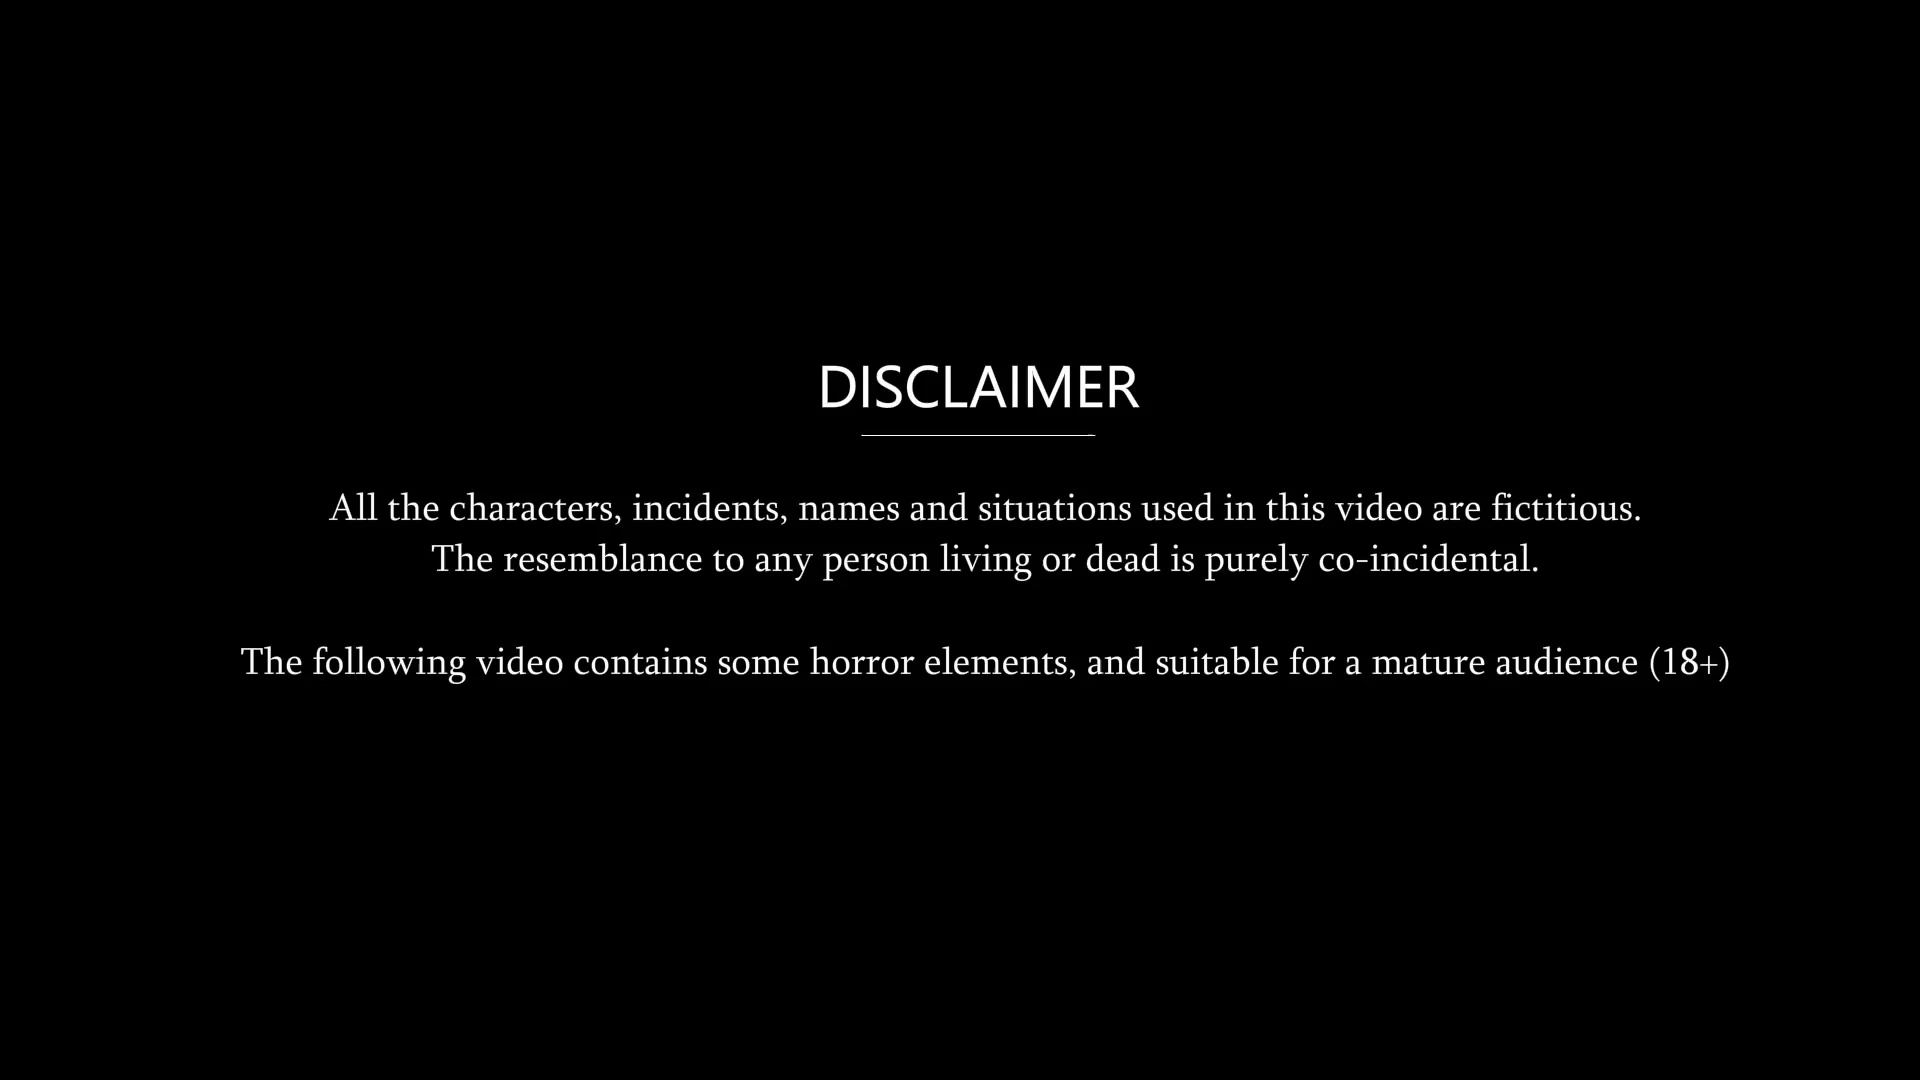 DISCLAIMER
All the characters, incidents, names and situations used in this video are fictitious.
The resemblance to any person living or dead is purely co-incidental.
The following video contains some horror elements, and suitable for a mature audience (18+)